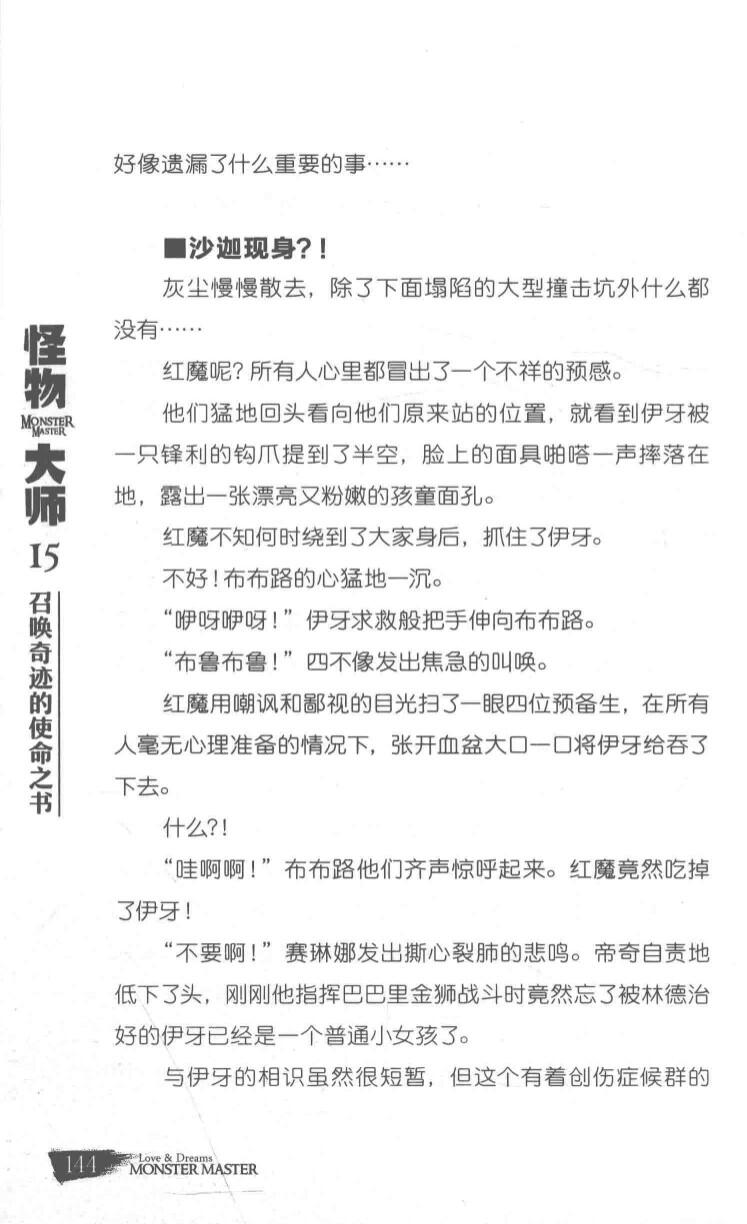 好像遗漏了什么重要的事……
■沙迦现身?!
灰尘慢慢散去，除了下面塌陷的大型撞击坑外什么都
没有……
红魔呢?所有人心里都冒出了一个不祥的预感。
他们猛地回头看向他们原来站的位置，就看到伊牙被
一只锋利的钩爪提到了半空，脸上的面具啪嗒一声摔落在
地，露出一张漂亮又粉嫩的孩童面孔。
红魔不知何时绕到了大家身后，抓住了伊牙。
不好!布布路的心猛地一沉。
“咿呀咿呀!”伊牙求救般把手伸向布布路。
“布鲁布鲁!”四不像发出焦急的叫唤。
红魔用嘲讽和鄙视的目光扫了一眼四位预备生，在所有
人毫无心理准备的情况下，张开血盆大口一口将伊牙给吞了
下去。
什么?!
“哇啊啊!”布布路他们齐声惊呼起来。红魔竟然吃掉
了伊牙!
“不要啊!”赛琳娜发出撕心裂肺的悲鸣。帝奇自责地
低下了头，刚刚他指挥巴巴里金狮战斗时竟然忘了被林德治
好的伊牙已经是一个普通小女孩了。
与伊牙的相识虽然很短暂，但这个有着创伤症候群的
怪物
MONSTER
MASTER
大师
15
召唤奇迹的使命之书
144
Love & Dreams
MONSTER MASTER